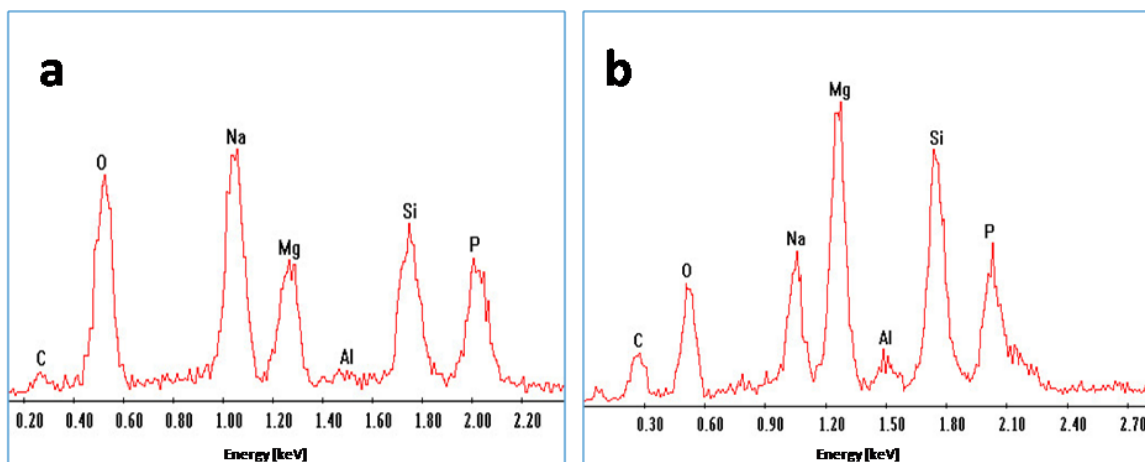 a
O
Na
Mg
Si
P
C
Al
0.20 0.40 0.60 0.80 1.00 1.20 1.40 1.60 1.80 2.00 2.20
Energy [keV]
b
Mg
Si
Na
P
O
C
Al
0.30 0.60 0.90 1.20 1.50 1.80 2.10 2.40 2.70
Energy [keV]